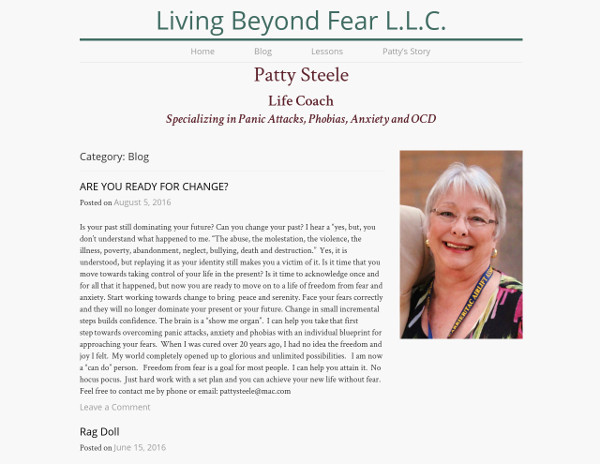 Living Beyond Fear L.L.C.
Home Blog Lessons Patty's Story
Patty Steele
Life Coach
Specializing in Panic Attacks, Phobias, Anxiety and OCD
Category: Blog
ARE YOU READY FOR CHANGE?
Posted on August 5, 2016
Is your past still dominating your future? Can you change your past? I hear a “yes, but, you
don’t understand what happened to me. “The abuse, the molestation, the violence, the
illness, poverty, abandonment, neglect, bullying, death and destruction.”  Yes, it is
understood, but replaying it as your identity still makes you a victim of it. Is it time that you
move towards taking control of your life in the present? Is it time to acknowledge once and
for all that it happened, but now you are ready to move on to a life of freedom from fear and
anxiety. Start working towards change to bring  peace and serenity. Face your fears correctly
and they will no longer dominate your present or your future. Change in small incremental
steps builds confidence. The brain is a “show me organ”.  I can help you take that first
step towards overcoming panic attacks, anxiety and phobias with an individual blueprint for
approaching your fears.  When I was cured over 20 years ago, I had no idea the freedom and
joy I felt.  My world completely opened up to glorious and unlimited possibilities.  I am now
a “can do” person.   Freedom from fear is a goal for most people.  I can help you attain it.  No
hocus pocus.  Just hard work with a set plan and you can achieve your new life without fear.
Feel free to contact me by phone or email: pattysteele@mac.com
Leave a Comment
Rag Doll
Posted on June 15, 2016